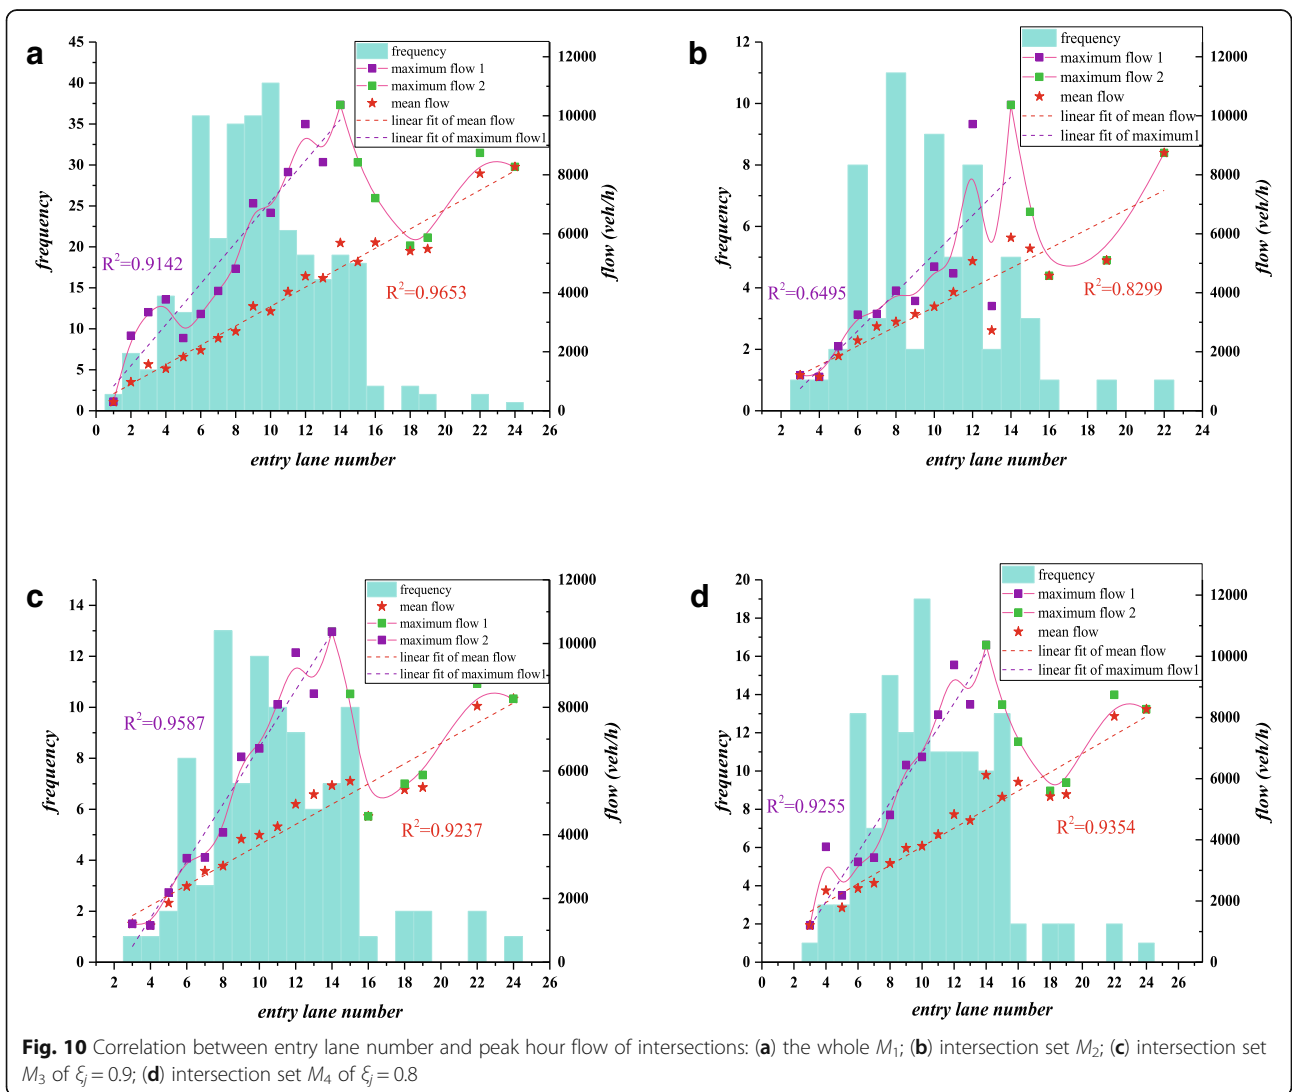 a
45
40
35
30
25
20
15
10
5
0
frequency
12000
10000
8000
6000
4000
2000
0
flow (veh/h)
frequency
maximum flow 1
maximum flow 2
mean flow
linear fit of mean flow
linear fit of maximum flow1
R²=0.9142
R²=0.9653
0 2 4 6 8 10 12 14 16 18 20 22 24 26
entry lane number
b
12
10
8
6
4
2
0
frequency
12000
10000
8000
6000
4000
2000
0
flow (veh/h)
frequency
maximum flow 1
maximum flow 2
mean flow
linear fit of mean flow
linear fit of maximum1
R²=0.6495
R²=0.8299
0 2 4 6 8 10 12 14 16 18 20 22 24
entry lane number
c
14
12
10
8
6
4
2
0
frequency
12000
10000
8000
6000
4000
2000
0
flow (veh/h)
frequency
mean flow
maximum flow 1
maximum flow 2
linear fit of mean flow
linear fit of maximum flow1
R²=0.9587
R²=0.9237
2 4 6 8 10 12 14 16 18 20 22 24 26
entry lane number
d
20
18
16
14
12
10
8
6
4
2
0
frequency
12000
10000
8000
6000
4000
2000
0
flow (veh/h)
frequency
maximum flow 1
maximum flow 2
mean flow
linear fit of mean flow
linear fit of maximum flow1
R²=0.9255
R²=0.9354
0 2 4 6 8 10 12 14 16 18 20 22 24 26
entry lane number
Fig. 10 Correlation between entry lane number and peak hour flow of intersections: (a) the whole M₁; (b) intersection set M₂; (c) intersection set
M₃ of ξⱼ = 0.9; (d) intersection set M₄ of ξⱼ = 0.8